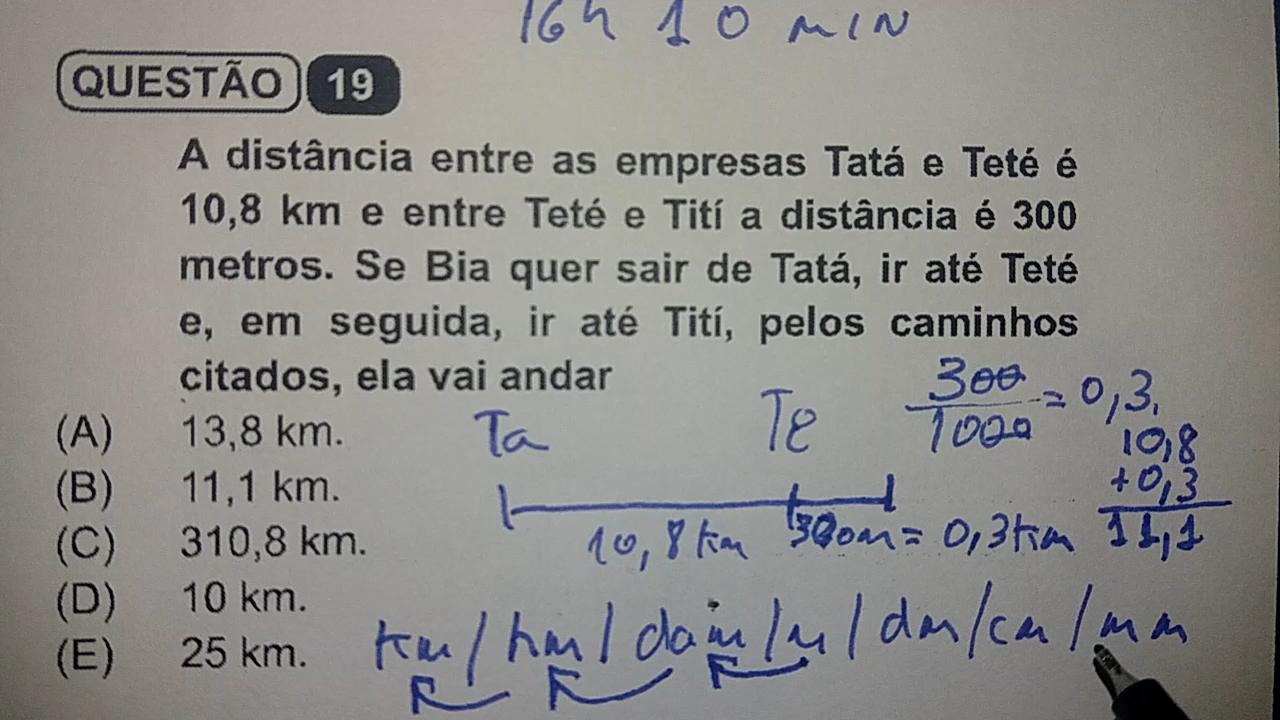 16h 10 min
QUESTÃO 19
A distância entre as empresas Tatá e Teté é
10,8 km e entre Teté e Tití a distância é 300
metros. Se Bia quer sair de Tatá, ir até Teté
e, em seguida, ir até Tití, pelos caminhos
citados, ela vai andar
(A) 13,8 km.
(B) 11,1 km.
(C) 310,8 km.
(D) 10 km.
(E) 25 km.
Ta Te
300/1000 = 0,3
10,8
+0,3
11,1
10,8 km 300m = 0,3 km
km / hm / dam / m / dm / cm / mm